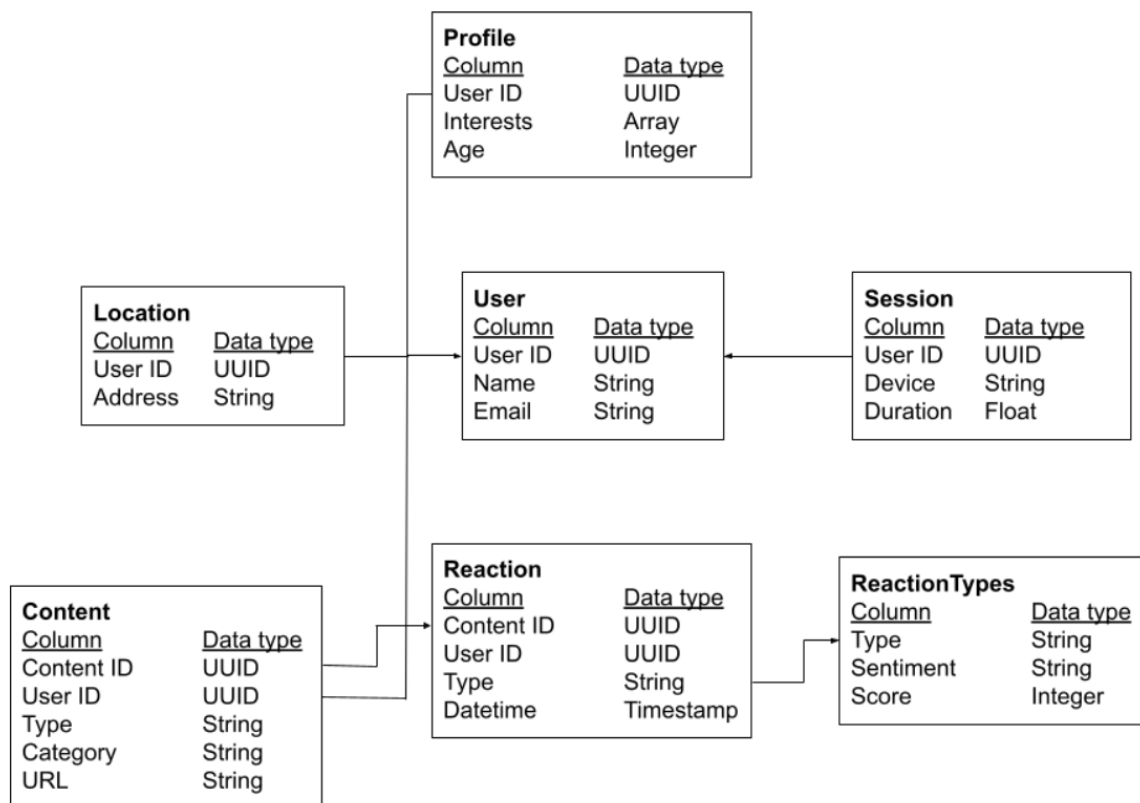 Profile
Column Data type
User ID UUID
Interests Array
Age Integer
Location
Column Data type
User ID UUID
Address String
User
Column Data type
User ID UUID
Name String
Email String
Session
Column Data type
User ID UUID
Device String
Duration Float
Content
Column Data type
Content ID UUID
User ID UUID
Type String
Category String
URL String
Reaction
Column Data type
Content ID UUID
User ID UUID
Type String
Datetime Timestamp
ReactionTypes
Column Data type
Type String
Sentiment String
Score Integer